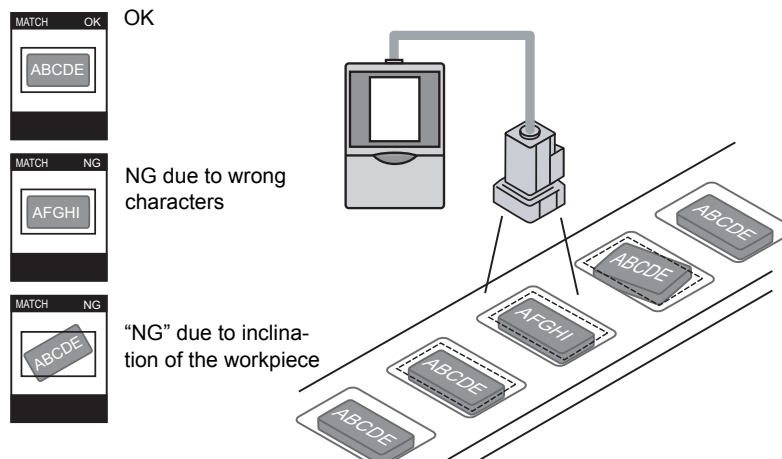 MATCH OK
ABCDE
OK
MATCH NG
AFGHI
NG due to wrong
characters
MATCH NG
ABCDE
“NG” due to inclina-
tion of the workpiece
ABCDE
ABCDE
AFGHI
ABCDE
ABCDE